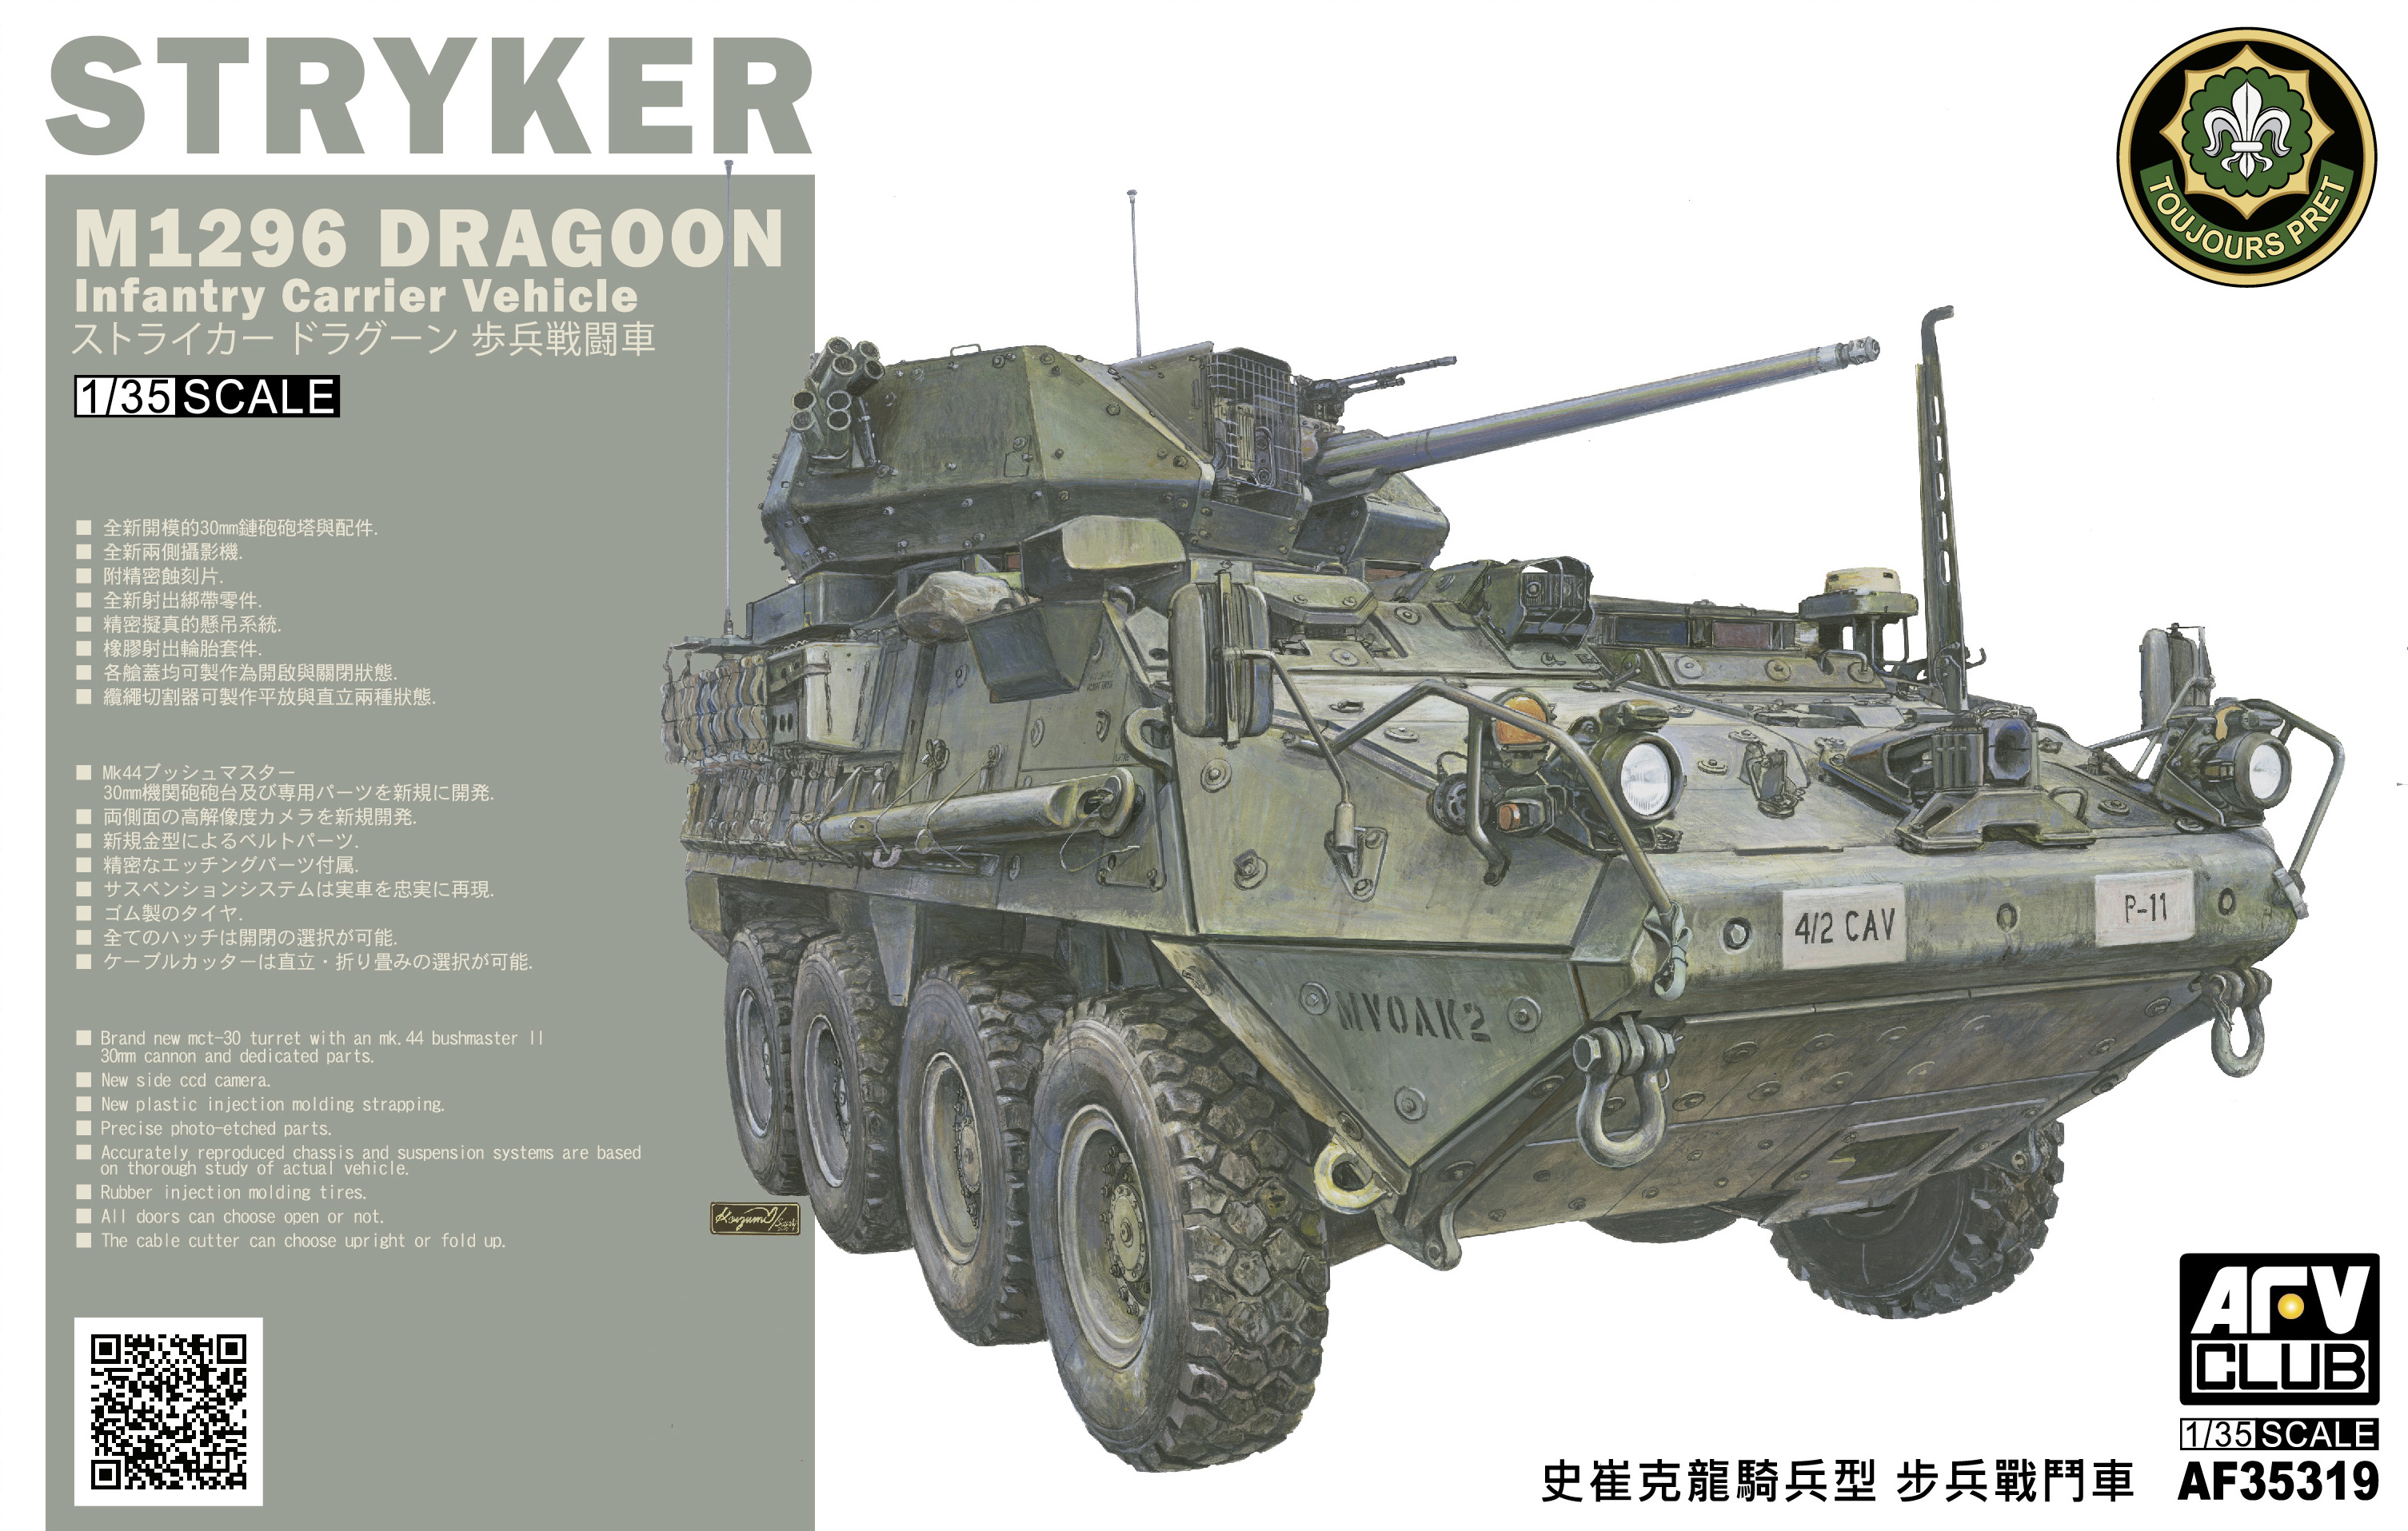 STRYKER
M1296 DRAGOON
Infantry Carrier Vehicle
ストライカー ドラグーン 歩兵戦闘車
1/35 SCALE
■ 全新開模的30mm鏈砲砲塔與配件.
■ 全新兩側攝影機.
■ 附精密蝕刻片.
■ 全新射出綁帶零件.
■ 精密擬真的懸吊系統.
■ 橡膠射出輪胎套件.
■ 各艙蓋均可製作為開啟與關閉狀態.
■ 纜繩切割器可製作平放與直立兩種狀態.
■ Mk44ブッシュマスター
30mm機関砲砲台及び専用パーツを新規に開発.
■ 両側面の高解像度カメラを新規開発.
■ 新規金型によるベルトパーツ.
■ 精密なエッチングパーツ付属.
■ サスペンションシステムは実車を忠実に再現.
■ ゴム製のタイヤ.
■ 全てのハッチは開閉の選択が可能.
■ ケーブルカッターは直立・折り畳みの選択が可能.
■ Brand new mct-30 turret with an mk.44 bushmaster II
30mm cannon and dedicated parts.
■ New side ccd camera.
■ New plastic injection molding strapping.
■ Precise photo-etched parts.
■ Accurately reproduced chassis and suspension systems are based
on thorough study of actual vehicle.
■ Rubber injection molding tires.
■ All doors can choose open or not.
■ The cable cutter can choose upright or fold up.
TOUJOURS PRET
4/2 CAV
P-11
MVOAK2
AFV
CLUB
1/35 SCALE
史崔克龍騎兵型 步兵戰鬥車
AF35319